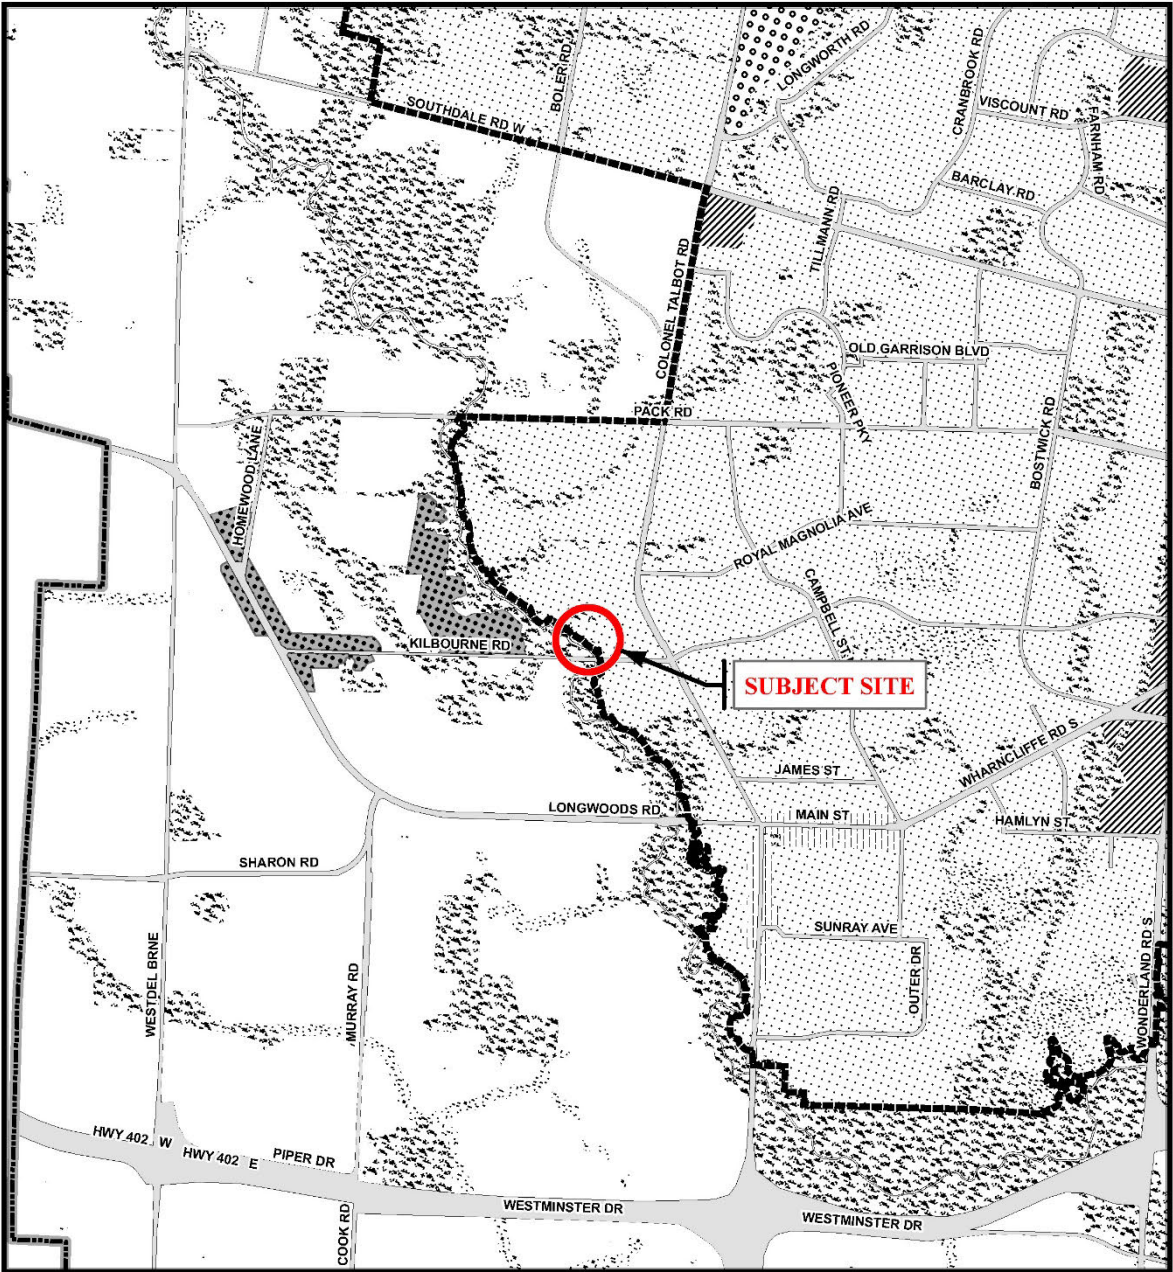 LONGWORTH RD
BOLER RD
CRANBROOK RD
VISCOUNT RD
FARNHAM RD
SOUTHDALE RD W
BARCLAY RD
TILLMANN RD
COLONEL TALBOT RD
OLD GARRISON BLVD
PIONEER PKY
PACK RD
BOSTWICK RD
HOMEWOOD LANE
ROYAL MAGNOLIA AVE
CAMPBELL ST
KILBOURNE RD
SUBJECT SITE
WHARNCLIFFE RD S
JAMES ST
LONGWOODS RD
MAIN ST
HAMLYN ST
SHARON RD
SUNRAY AVE
OUTER DR
WONDERLAND RD S
WESTDEL BRNE
MURRAY RD
HWY 402 W
HWY 402 E
PIPER DR
COOK RD
WESTMINSTER DR
WESTMINSTER DR